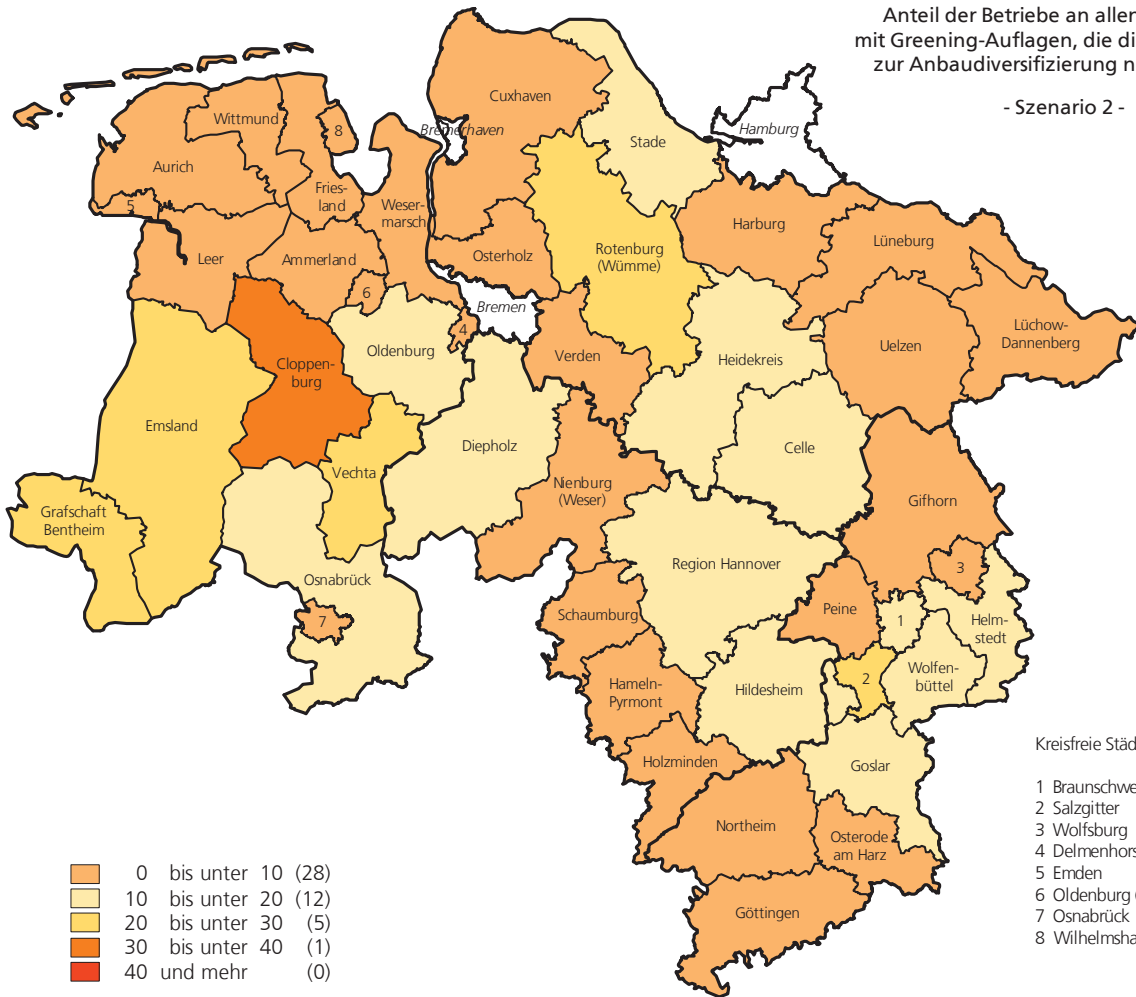 Anteil der Betriebe an aller
mit Greening-Auflagen, die di
zur Anbaudiversifizierung n
- Szenario 2 -
Cuxhaven
Wittmund
8
Bremerhaven
Hamburg
Stade
Aurich
Fries-
land
Weser-
marsch
5
Harburg
Lüneburg
Rotenburg
(Wümme)
Leer
Ammerland
Osterholz
6
Bremen
Lüchow-
Dannenberg
4
Oldenburg
Verden
Heidekreis
Uelzen
Cloppen-
burg
Emsland
Diepholz
Celle
Vechta
Nienburg
(Weser)
Gifhorn
Grafschaft
Bentheim
Region Hannover
3
Osnabrück
Schaumburg
Peine
1
Helm-
stedt
7
Wolfen-
büttel
2
Hameln-
Pyrmont
Hildesheim
Holzminden
Goslar
Northeim
Osterode
am Harz
Göttingen
Kreisfreie Städ
1 Braunschwe
2 Salzgitter
3 Wolfsburg
4 Delmenhors
5 Emden
6 Oldenburg (
7 Osnabrück
8 Wilhelmsha
0 bis unter 10 (28)
10 bis unter 20 (12)
20 bis unter 30 (5)
30 bis unter 40 (1)
40 und mehr (0)